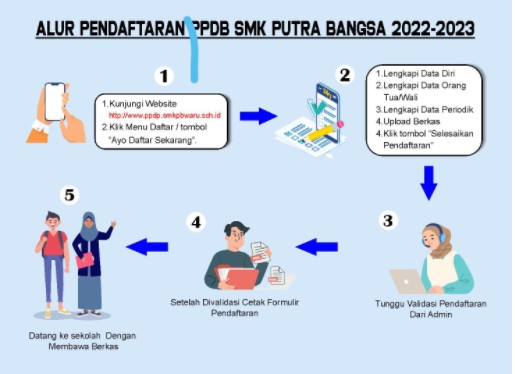 ALUR PENDAFTARAN PPDB SMK PUTRA BANGSA 2022-2023
1
1.Kunjungi Website
http://www.ppdp.smkpbwaru.sch.id
2.Klik Menu Daftar / tombol
"Ayo Daftar Sekarang".
2
1.Lengkapi Data Diri
2.Lengkapi Data Orang
Tua/Wali
3.Lengkapi Data Periodik
4.Upload Berkas
4.Klik tombol "Selesaikan
Pendaftaran"
3
Tunggu Validasi Pendaftaran
Dari Admin
4
Setelah Divalidasi Cetak Formulir
Pendaftaran
5
Datang ke sekolah Dengan
Membawa Berkas